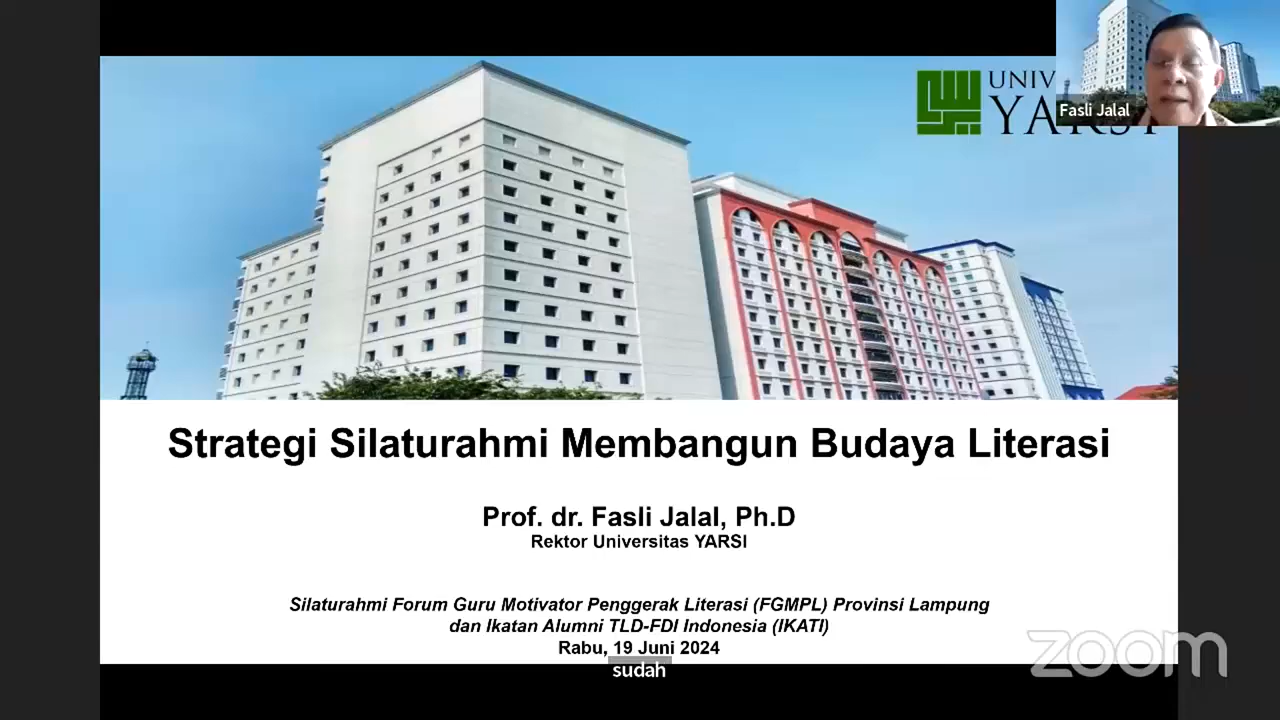 UNIV
YARSI
Fasli Jalal
Strategi Silaturahmi Membangun Budaya Literasi
Prof. dr. Fasli Jalal, Ph.D
Rektor Universitas YARSI
Silaturahmi Forum Guru Motivator Penggerak Literasi (FGMPL) Provinsi Lampung
dan Ikatan Alumni TLD-FDI Indonesia (IKATI)
Rabu, 19 Juni 2024
sudah
zoom